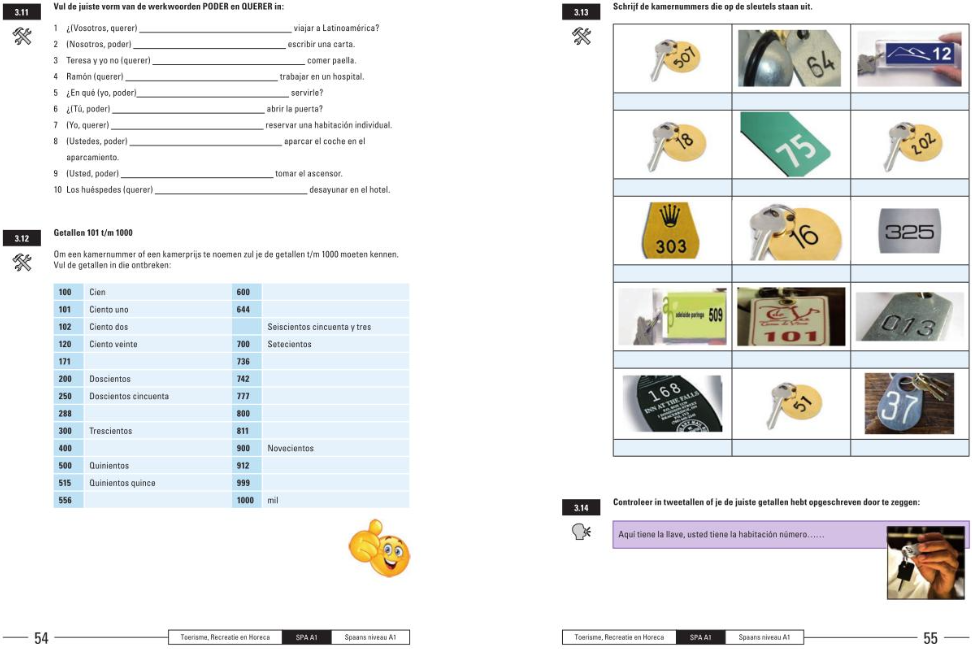 3.11
Vul de juiste vorm van de werkwoorden PODER en QUERER in:
1 ¿(Vosotros, querer) viajar a Latinoamérica?
2 (Nosotros, poder) escribir una carta.
3 Teresa y yo no (querer) comer paella.
4 Ramón (querer) trabajar en un hospital.
5 ¿En qué (yo, poder) servirle?
6 ¿(Tú, poder) abrir la puerta?
7 (Yo, querer) reservar una habitación individual.
8 (Ustedes, poder) aparcar el coche en el
aparcamiento.
9 (Usted, poder) tomar el ascensor.
10 Los huéspedes (querer) desayunar en el hotel.
3.12
Getallen 101 t/m 1000
Om een kamernummer of een kamerprijs te noemen zul je de getallen t/m 1000 moeten kennen.
Vul de getallen in die ontbreken:
100 Cien 600
101 Ciento uno 644
102 Ciento dos Seiscientos cincuenta y tres
120 Ciento veinte 700 Setecientos
171 736
200 Doscientos 742
250 Doscientos cincuenta 777
288 800
300 Trescientos 811
400 900 Novecientos
500 Quinientos 912
515 Quinientos quince 999
556 1000 mil
54 Toerisme, Recreatie en Horeca SPA A1 Spaans niveau A1
3.13
Schrijf de kamernummers die op de sleutels staan uit.
507 64 12
18 75 202
303 16 325
adelaide paringa 509 101 013
168
INN AT THE FALLS
51 37
3.14
Controleer in tweetallen of je de juiste getallen hebt opgeschreven door te zeggen:
Aquí tiene la llave, usted tiene la habitación número……
Toerisme, Recreatie en Horeca SPA A1 Spaans niveau A1 55